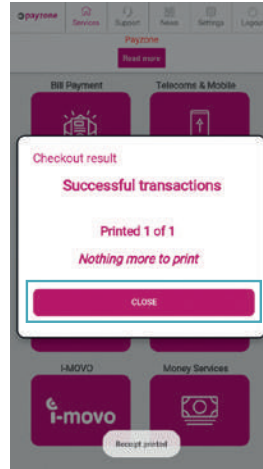 payzone
Services Support News Settings Logout
Payzone
Read more
Bill Payment Telecoms & Mobile
Checkout result
Successful transactions
Printed 1 of 1
Nothing more to print
CLOSE
I-MOVO Money Services
i-movo
Receipt printed